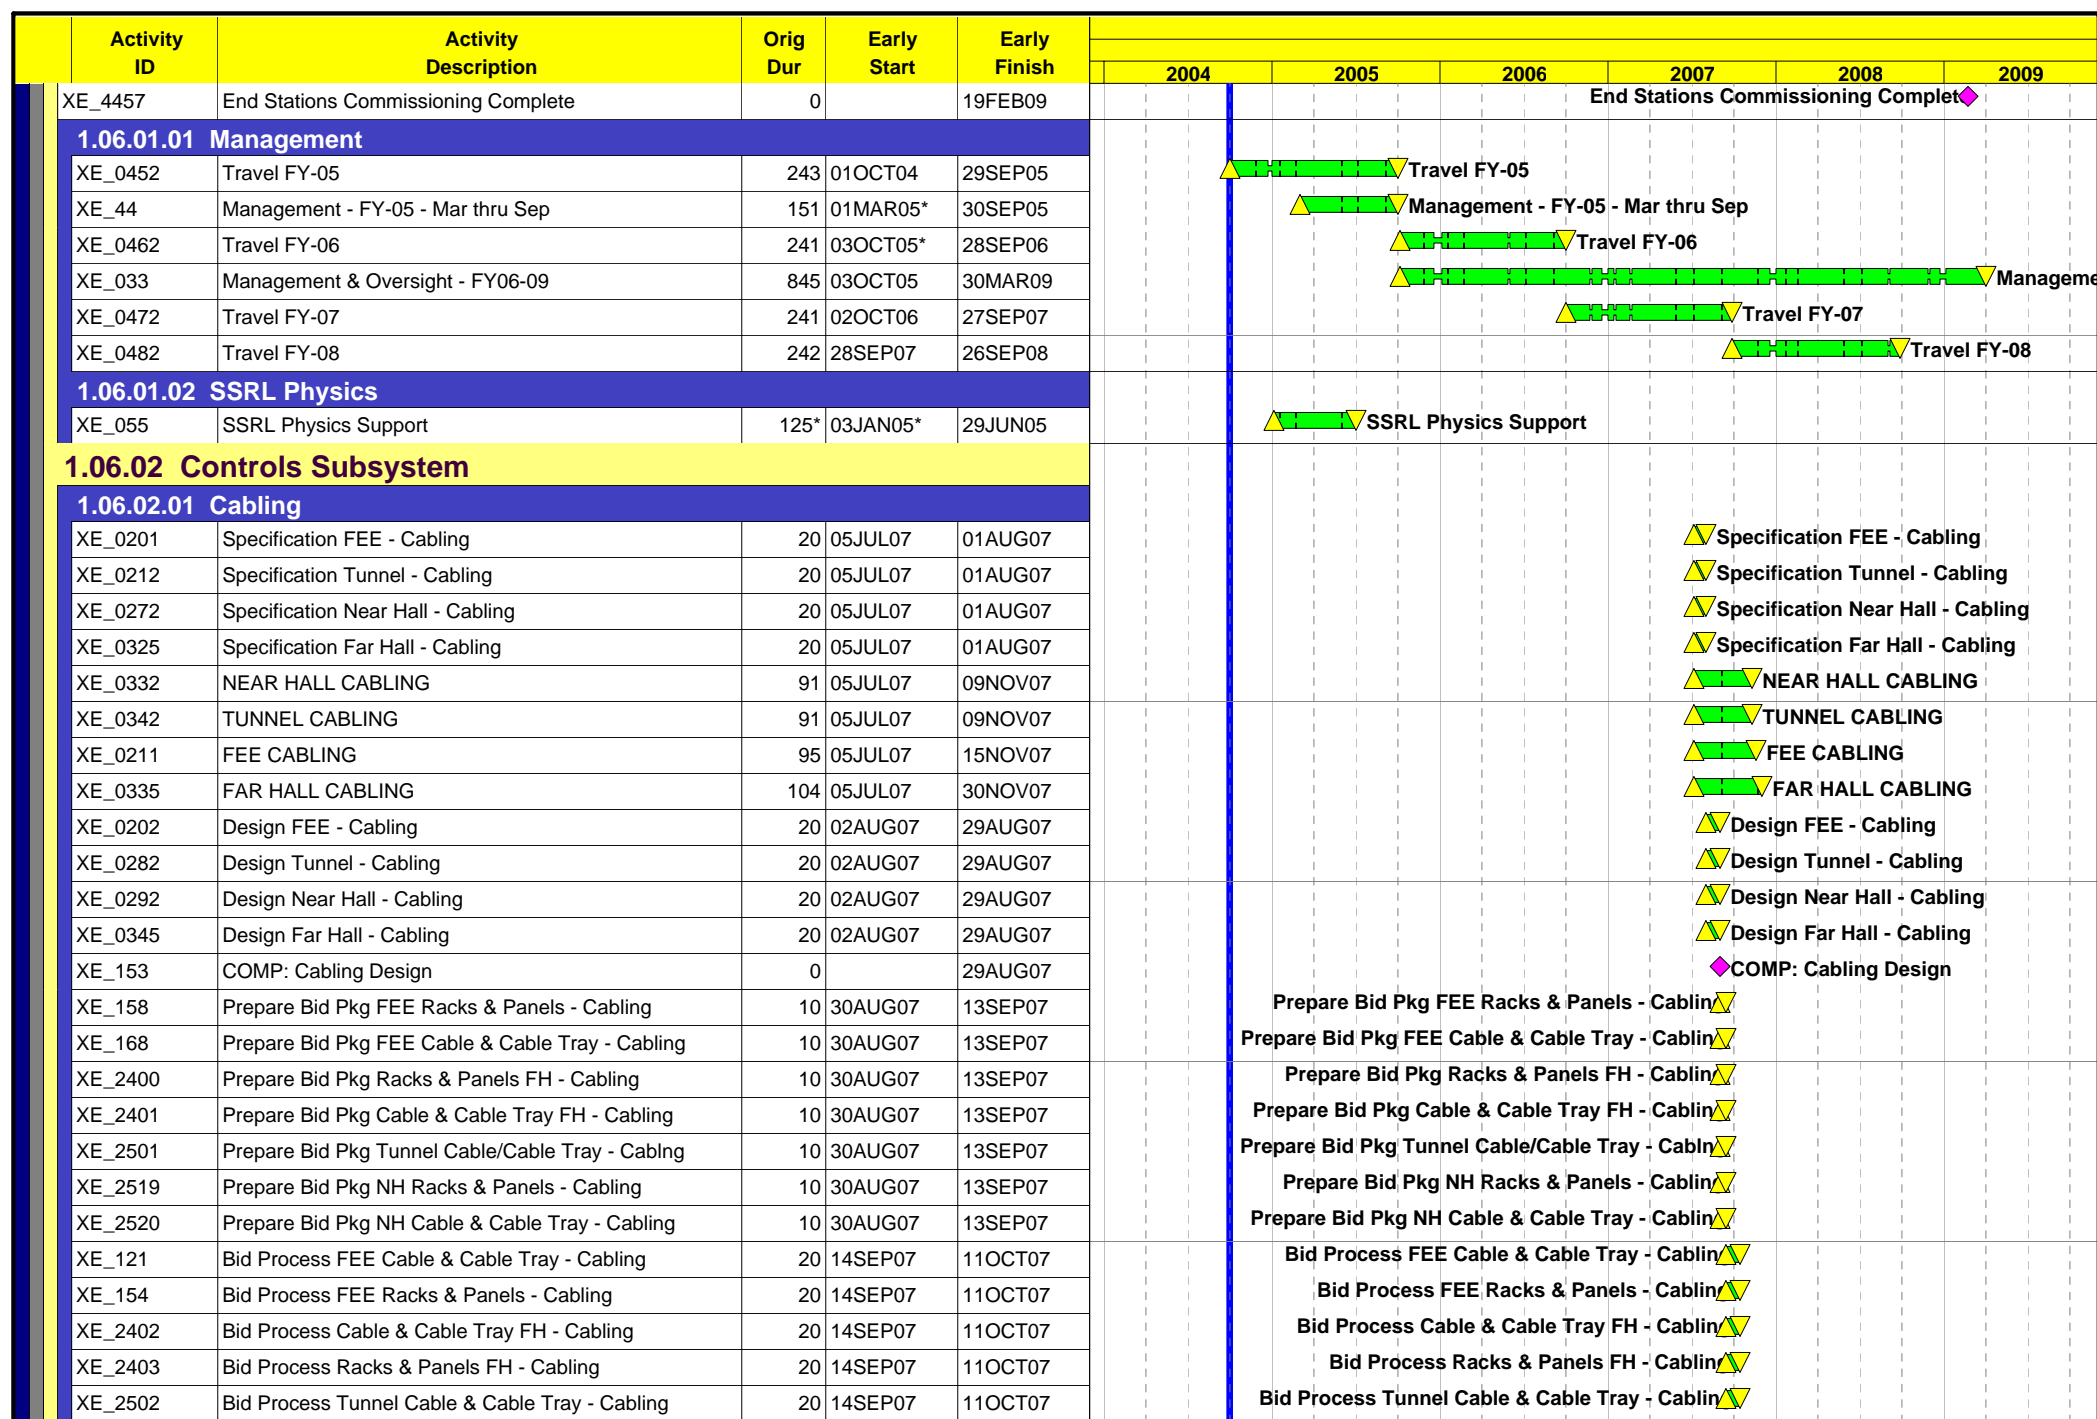 Activity Activity Orig Early Early
ID Description Dur Start Finish 2004 2005 2006 2007 2008 2009
XE_4457 End Stations Commissioning Complete 0 19FEB09 End Stations Commissioning Complet
1.06.01.01 Management
XE_0452 Travel FY-05 243 01OCT04 29SEP05 Travel FY-05
XE_44 Management - FY-05 - Mar thru Sep 151 01MAR05* 30SEP05 Management - FY-05 - Mar thru Sep
XE_0462 Travel FY-06 241 03OCT05* 28SEP06 Travel FY-06
XE_033 Management & Oversight - FY06-09 845 03OCT05 30MAR09 Manageme
XE_0472 Travel FY-07 241 02OCT06 27SEP07 Travel FY-07
XE_0482 Travel FY-08 242 28SEP07 26SEP08 Travel FY-08
1.06.01.02 SSRL Physics
XE_055 SSRL Physics Support 125* 03JAN05* 29JUN05 SSRL Physics Support
1.06.02 Controls Subsystem
1.06.02.01 Cabling
XE_0201 Specification FEE - Cabling 20 05JUL07 01AUG07 Specification FEE - Cabling
XE_0212 Specification Tunnel - Cabling 20 05JUL07 01AUG07 Specification Tunnel - Cabling
XE_0272 Specification Near Hall - Cabling 20 05JUL07 01AUG07 Specification Near Hall - Cabling
XE_0325 Specification Far Hall - Cabling 20 05JUL07 01AUG07 Specification Far Hall - Cabling
XE_0332 NEAR HALL CABLING 91 05JUL07 09NOV07 NEAR HALL CABLING
XE_0342 TUNNEL CABLING 91 05JUL07 09NOV07 TUNNEL CABLING
XE_0211 FEE CABLING 95 05JUL07 15NOV07 FEE CABLING
XE_0335 FAR HALL CABLING 104 05JUL07 30NOV07 FAR HALL CABLING
XE_0202 Design FEE - Cabling 20 02AUG07 29AUG07 Design FEE - Cabling
XE_0282 Design Tunnel - Cabling 20 02AUG07 29AUG07 Design Tunnel - Cabling
XE_0292 Design Near Hall - Cabling 20 02AUG07 29AUG07 Design Near Hall - Cabling
XE_0345 Design Far Hall - Cabling 20 02AUG07 29AUG07 Design Far Hall - Cabling
XE_153 COMP: Cabling Design 0 29AUG07 COMP: Cabling Design
XE_158 Prepare Bid Pkg FEE Racks & Panels - Cabling 10 30AUG07 13SEP07 Prepare Bid Pkg FEE Racks & Panels - Cabling
XE_168 Prepare Bid Pkg FEE Cable & Cable Tray - Cabling 10 30AUG07 13SEP07 Prepare Bid Pkg FEE Cable & Cable Tray - Cablin
XE_2400 Prepare Bid Pkg Racks & Panels FH - Cabling 10 30AUG07 13SEP07 Prepare Bid Pkg Racks & Panels FH - Cabling
XE_2401 Prepare Bid Pkg Cable & Cable Tray FH - Cabling 10 30AUG07 13SEP07 Prepare Bid Pkg Cable & Cable Tray FH - Cablin
XE_2501 Prepare Bid Pkg Tunnel Cable/Cable Tray - Cablng 10 30AUG07 13SEP07 Prepare Bid Pkg Tunnel Cable/Cable Tray - Cabln
XE_2519 Prepare Bid Pkg NH Racks & Panels - Cabling 10 30AUG07 13SEP07 Prepare Bid Pkg NH Racks & Panels - Cabling
XE_2520 Prepare Bid Pkg NH Cable & Cable Tray - Cabling 10 30AUG07 13SEP07 Prepare Bid Pkg NH Cable & Cable Tray - Cablin
XE_121 Bid Process FEE Cable & Cable Tray - Cabling 20 14SEP07 11OCT07 Bid Process FEE Cable & Cable Tray - Cablin
XE_154 Bid Process FEE Racks & Panels - Cabling 20 14SEP07 11OCT07 Bid Process FEE Racks & Panels - Cabling
XE_2402 Bid Process Cable & Cable Tray FH - Cabling 20 14SEP07 11OCT07 Bid Process Cable & Cable Tray FH - Cablin
XE_2403 Bid Process Racks & Panels FH - Cabling 20 14SEP07 11OCT07 Bid Process Racks & Panels FH - Cabling
XE_2502 Bid Process Tunnel Cable & Cable Tray - Cabling 20 14SEP07 11OCT07 Bid Process Tunnel Cable & Cable Tray - Cablin